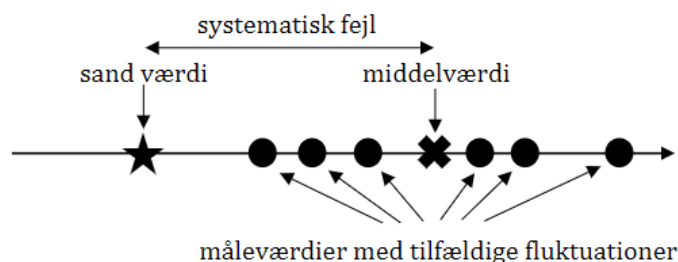 systematisk fejl
sand værdi
middelværdi
måleværdier med tilfældige fluktuationer